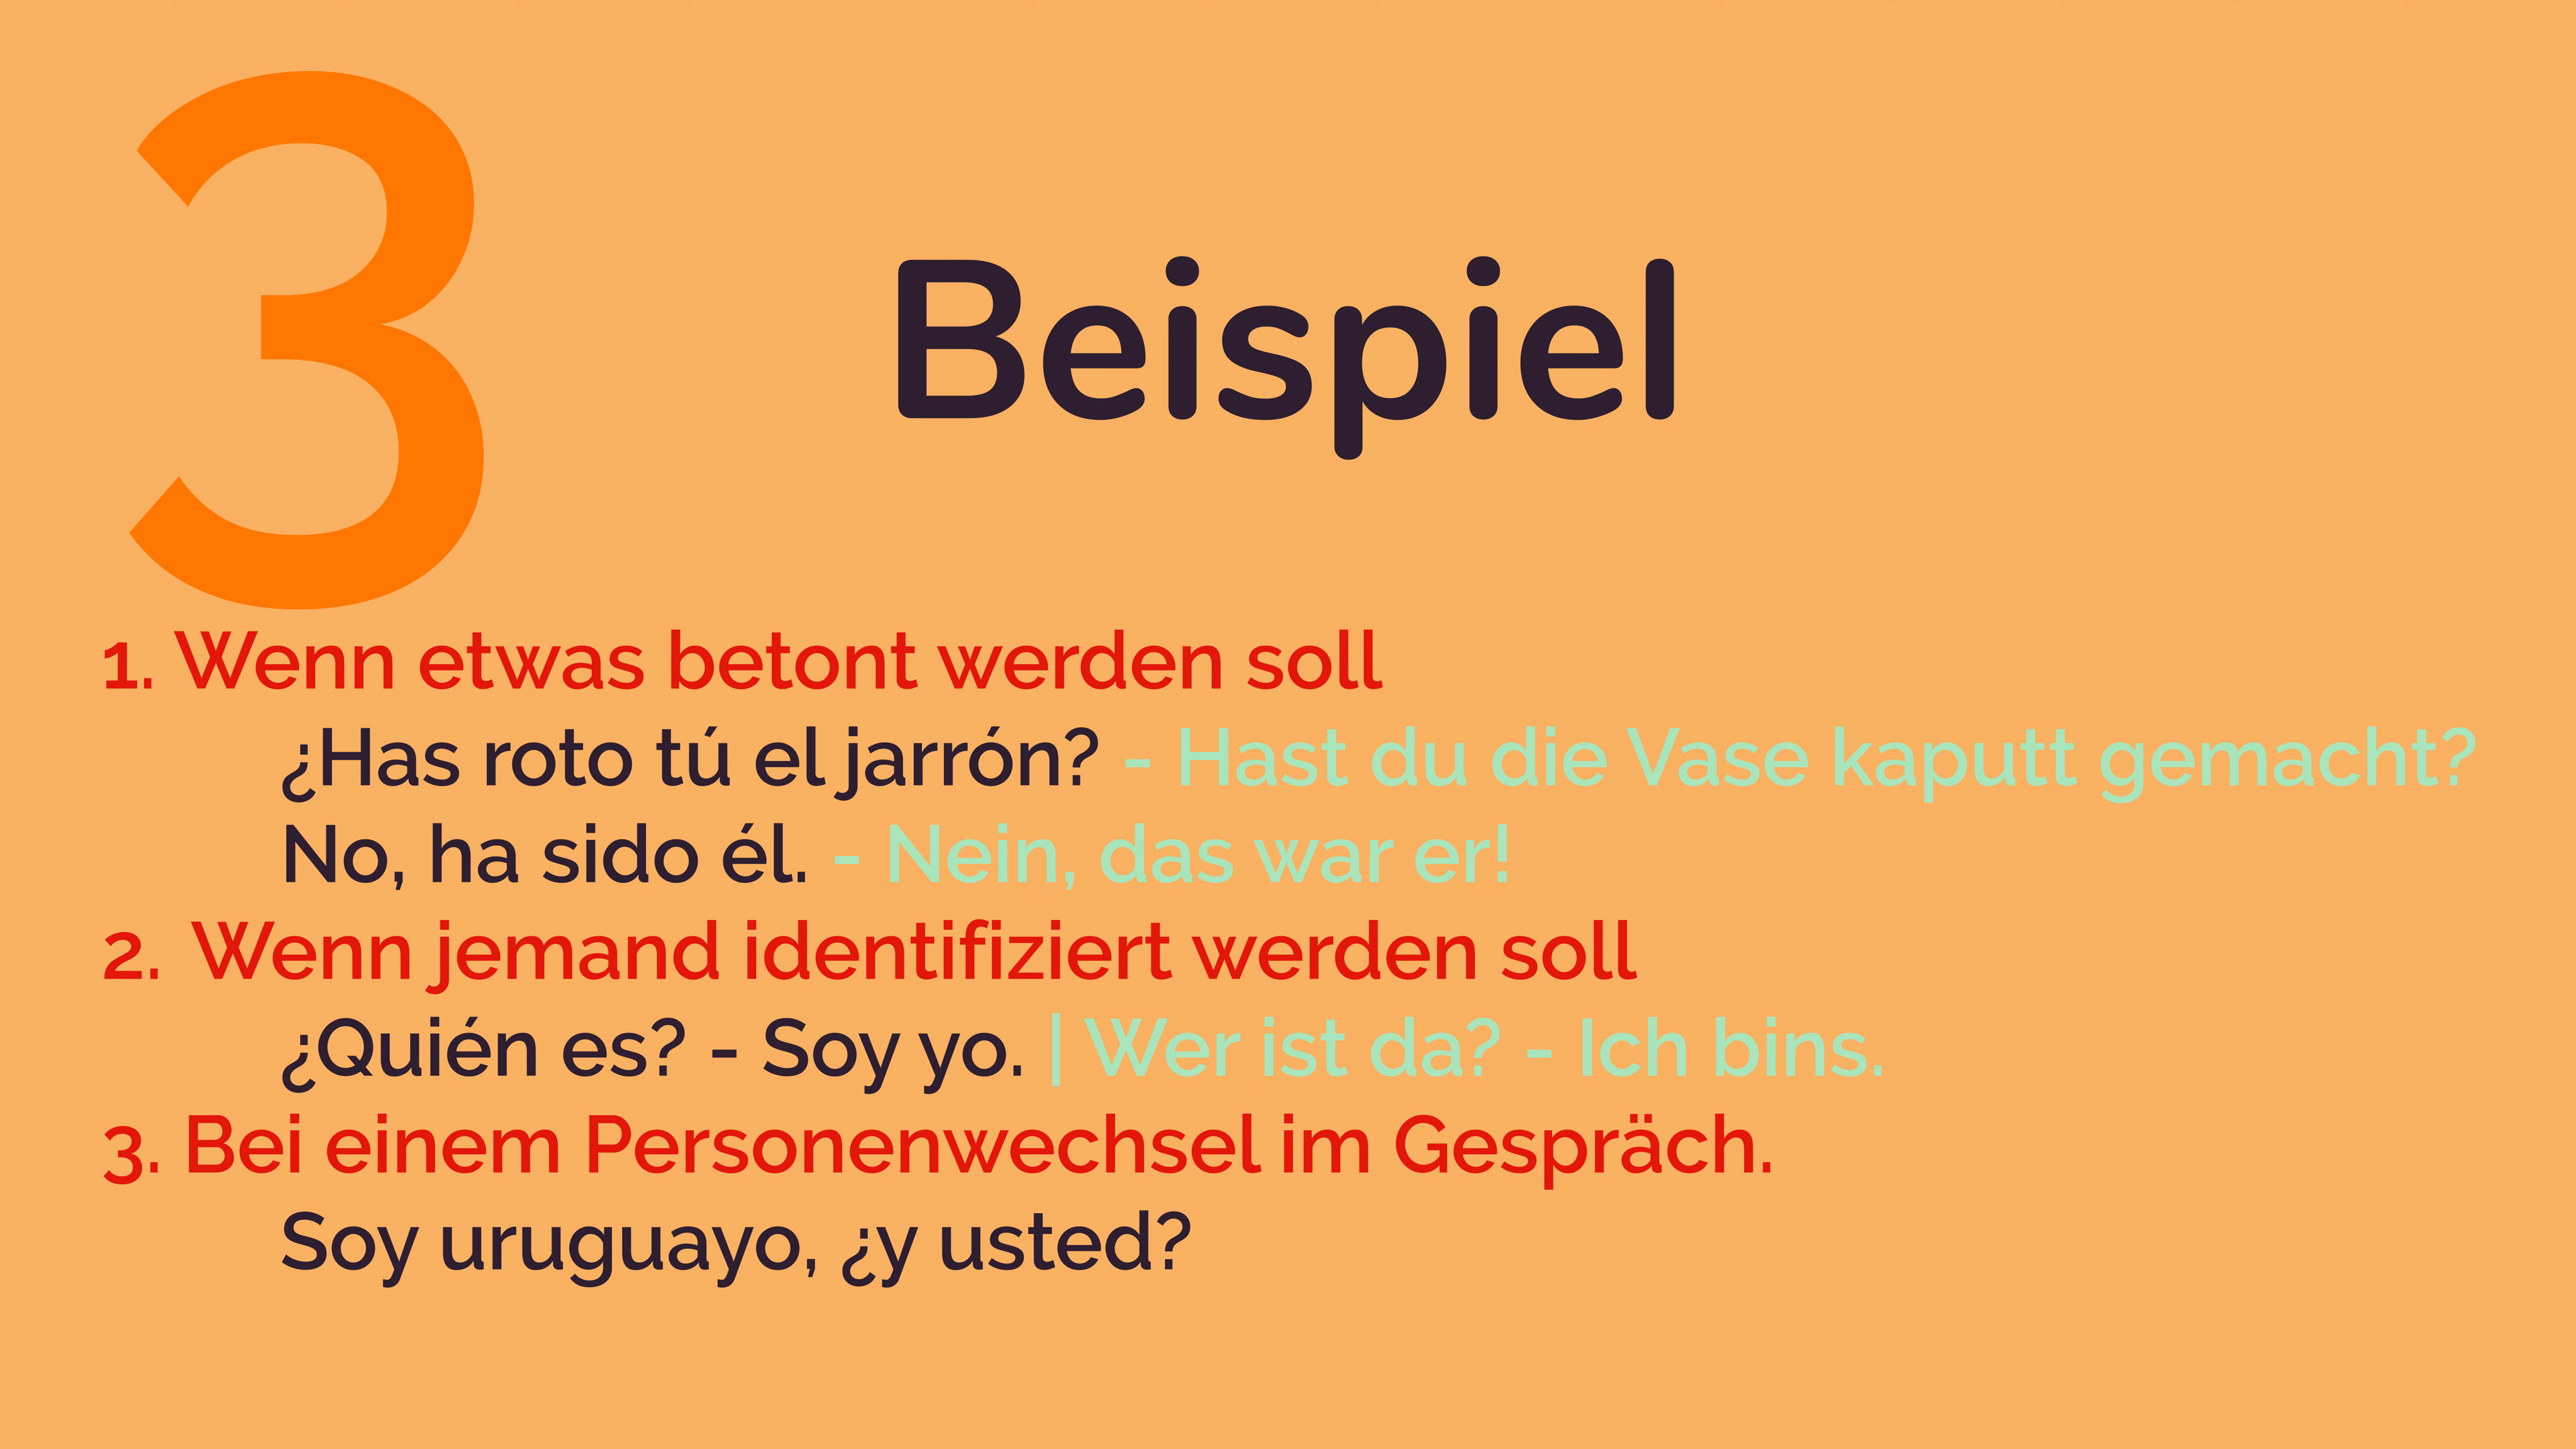 3
Beispiel
1. Wenn etwas betont werden soll
¿Has roto tú el jarrón? - Hast du die Vase kaputt gemacht?
No, ha sido él. - Nein, das war er!
2. Wenn jemand identifiziert werden soll
¿Quién es? - Soy yo. | Wer ist da? - Ich bins.
3. Bei einem Personenwechsel im Gespräch.
Soy uruguayo, ¿y usted?